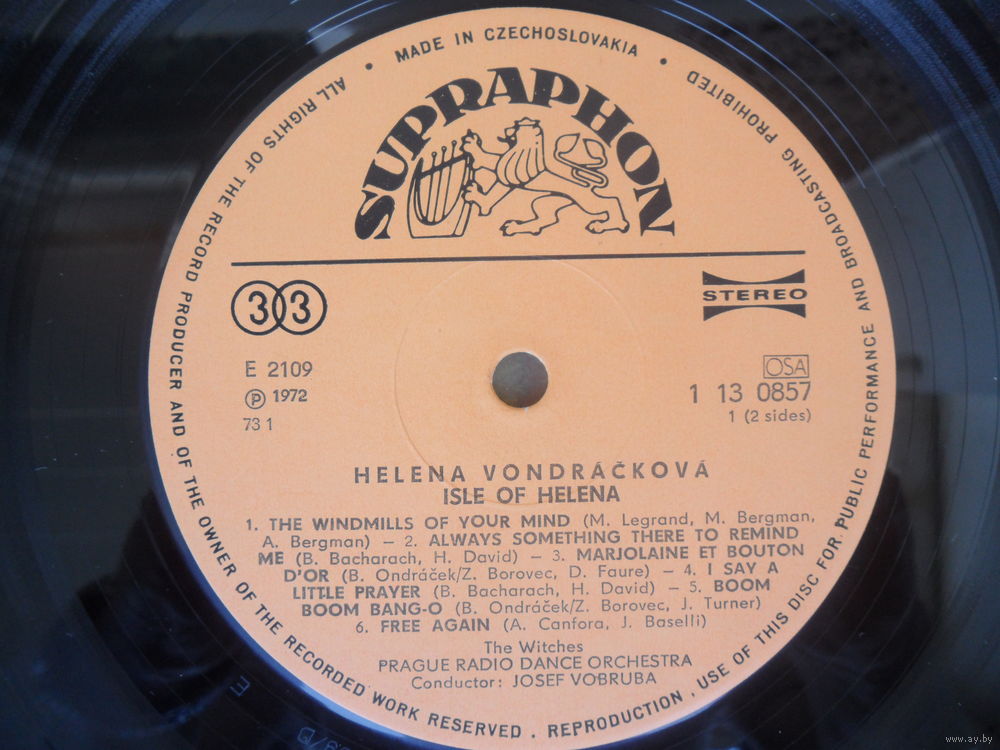 MADE IN CZECHOSLOVAKIA
SUPRAPHON
33
STEREO
E 2109
Ⓟ 1972
73 1
OSA
1 13 0857
1 (2 sides)
HELENA VONDRÁČKOVÁ
ISLE OF HELENA
1. THE WINDMILLS OF YOUR MIND (M. Legrand, M. Bergman,
A. Bergman) – 2. ALWAYS SOMETHING THERE TO REMIND
ME (B. Bacharach, H. David) – 3. MARJOLAINE ET BOUTON
D'OR (B. Ondráček/Z. Borovec, D. Faure) – 4. I SAY A
LITTLE PRAYER (B. Bacharach, H. David) – 5. BOOM
BOOM BANG-O (B. Ondráček/Z. Borovec, J. Turner)
6. FREE AGAIN (A. Canfora, J. Baselli)
The Witches
PRAGUE RADIO DANCE ORCHESTRA
Conductor: JOSEF VOBRUBA
ALL RIGHTS OF THE RECORD PRODUCER AND OF THE OWNER OF THE RECORDED WORK RESERVED . REPRODUCTION, USE OF THIS DISC FOR PUBLIC PERFORMANCE AND BROADCASTING PROHIBITED
www.ay.by